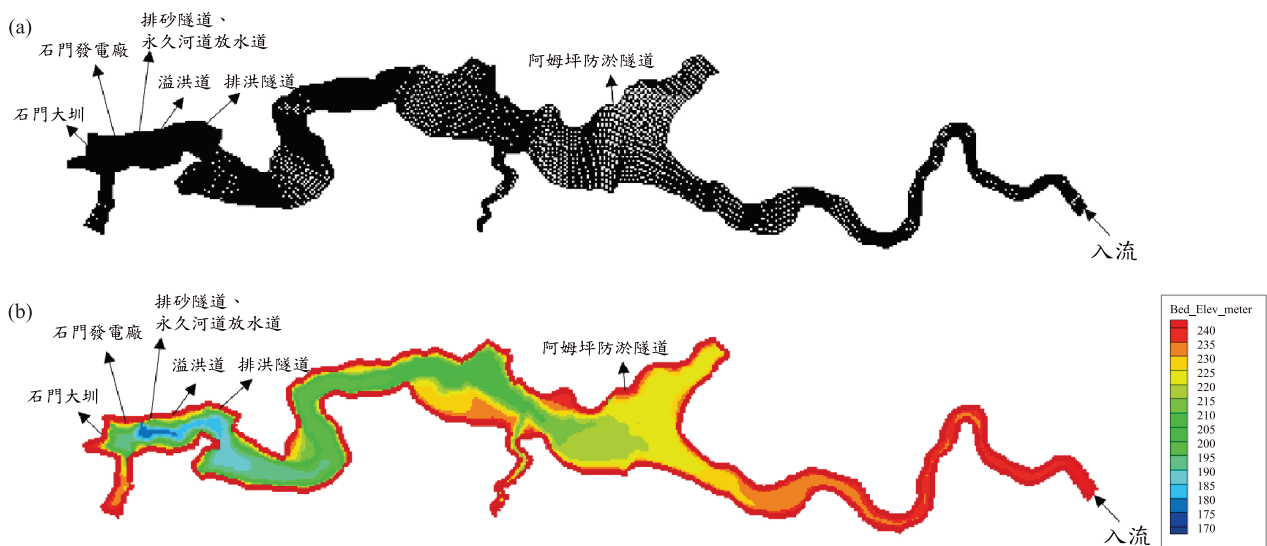 (a)
排砂隧道、
永久河道放水道
石門發電廠
溢洪道
排洪隧道
石門大圳
阿姆坪防淤隧道
入流
(b)
排砂隧道、
永久河道放水道
石門發電廠
溢洪道
排洪隧道
石門大圳
阿姆坪防淤隧道
入流
Bed_Elev_meter
240
235
230
225
220
215
210
205
200
195
190
185
180
175
170